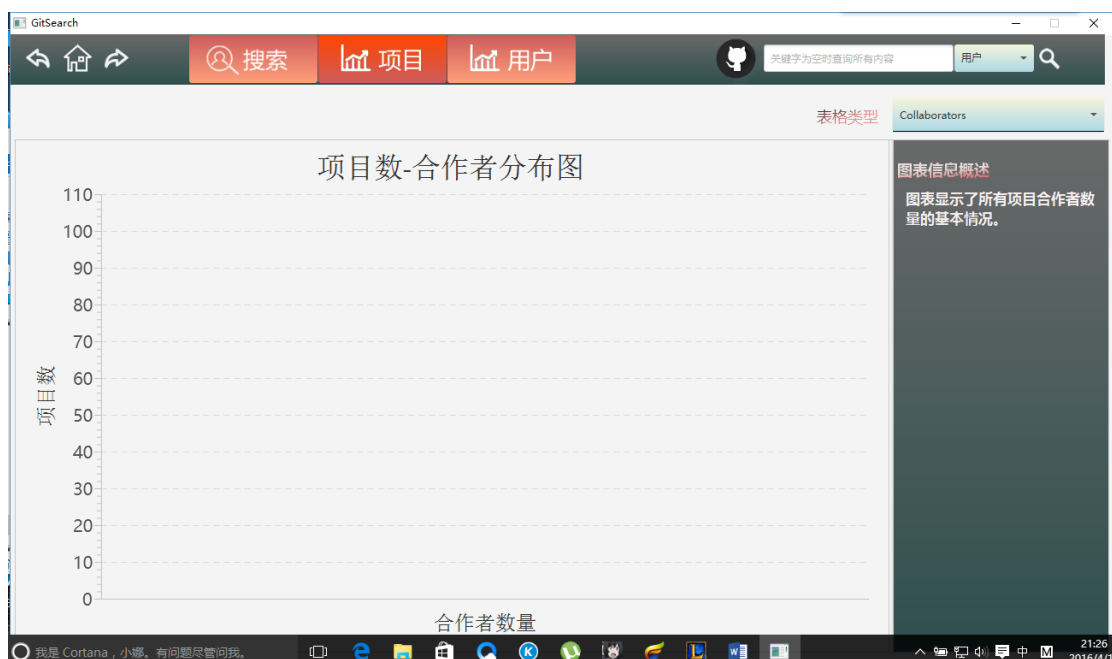 GitSearch
搜索
项目
用户
关键字为空时查询所有内容
用户
表格类型
Collaborators
项目数-合作者分布图
110
100
90
80
70
60
50
40
30
20
10
0
项目数
合作者数量
图表信息概述
图表显示了所有项目合作者数
量的基本情况。
我是 Cortana，小娜。有问题尽管问我。
中
M
21:26